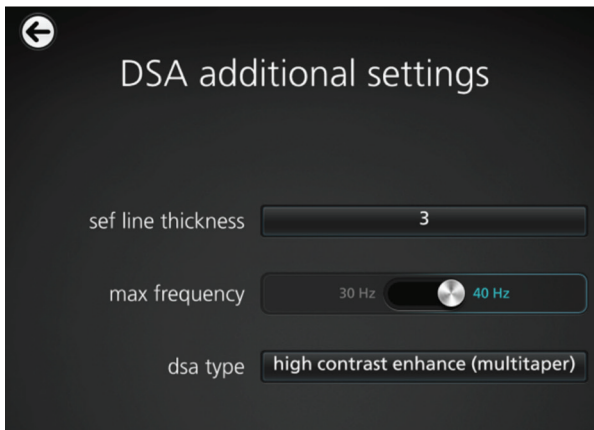 DSA additional settings
sef line thickness 3
max frequency 30 Hz 40 Hz
dsa type high contrast enhance (multitaper)